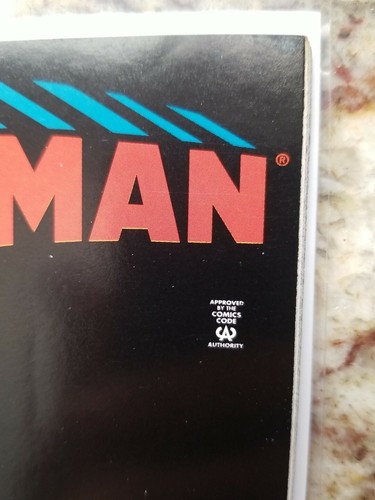 MAN®
APPROVED
BY THE
COMICS
CODE
A
AUTHORITY